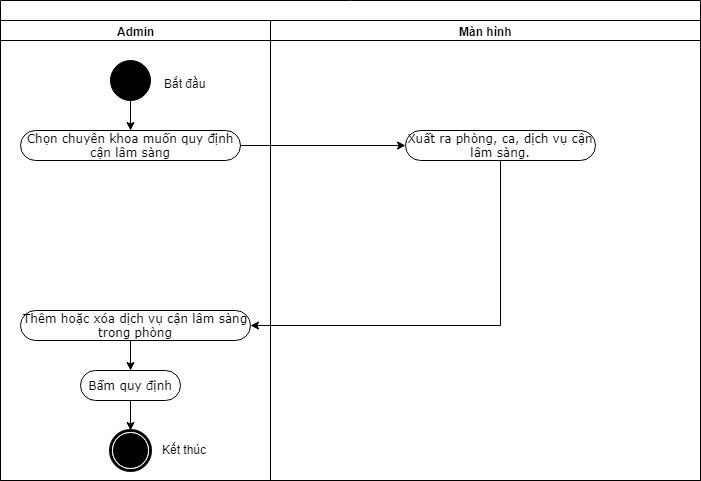 Admin
Màn hình
Bắt đầu
Chọn chuyên khoa muốn quy định
cận lâm sàng
Xuất ra phòng, ca, dịch vụ cận
lâm sàng.
Thêm hoặc xóa dịch vụ cận lâm sàng
trong phòng
Bấm quy định
Kết thúc